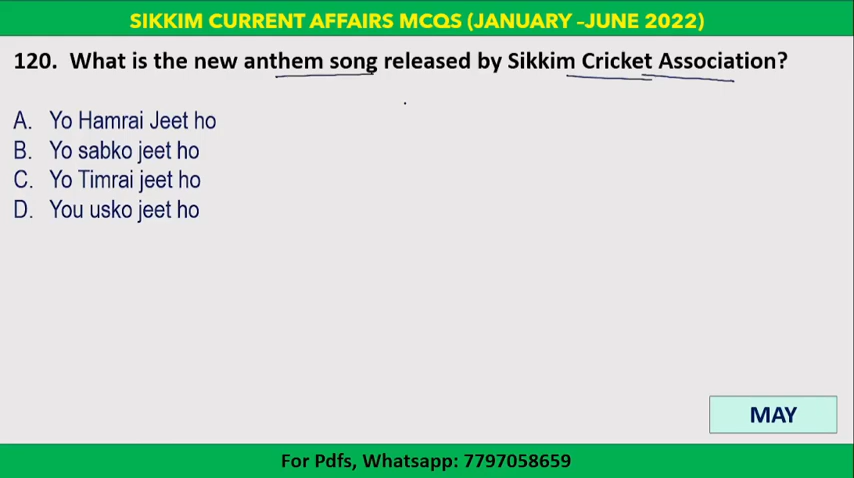 SIKKIM CURRENT AFFAIRS MCQS (JANUARY -JUNE 2022)
120. What is the new anthem song released by Sikkim Cricket Association?
A. Yo Hamrai Jeet ho
B. Yo sabko jeet ho
C. Yo Timrai jeet ho
D. You usko jeet ho
MAY
For Pdfs, Whatsapp: 7797058659